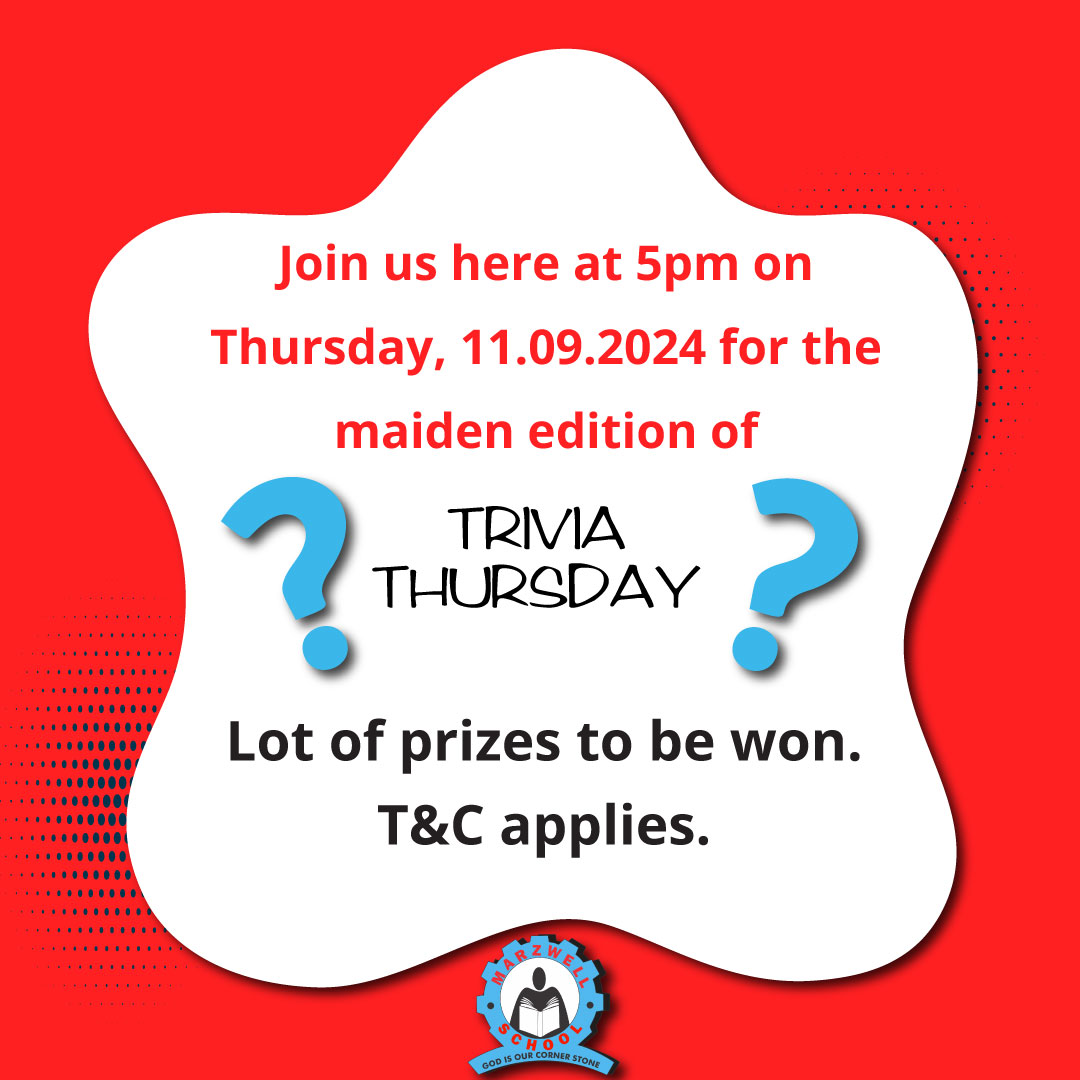 Join us here at 5pm on
Thursday, 11.09.2024 for the
maiden edition of
TRIVIA
THURSDAY
Lot of prizes to be won.
T&C applies.
MARZWELL
SCHOOL
GOD IS OUR CORNER STONE